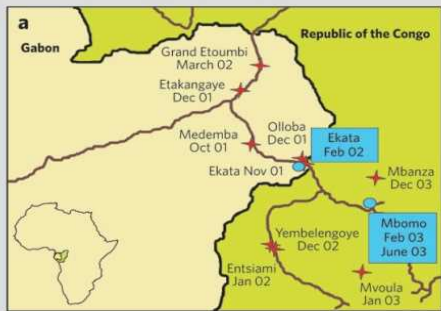 a
Gabon
Republic of the Congo
Grand Etoumbi
March 02
Etakangaye
Dec 01
Medemba
Oct 01
Olloba
Dec 01
Ekata
Feb 02
Ekata Nov 01
Mbanza
Dec 03
Mbomo
Feb 03
June 03
Yembelengoye
Dec 02
Entsiami
Jan 02
Mvoula
Jan 03